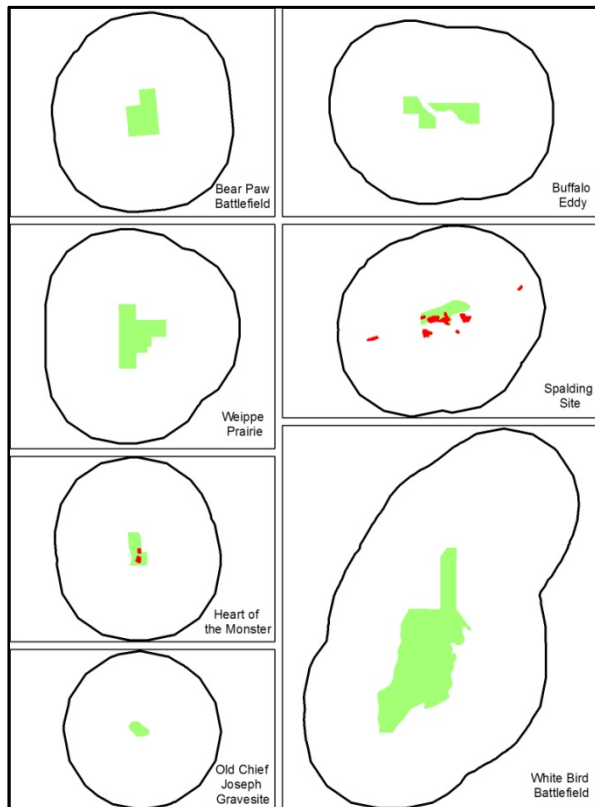 Bear Paw
Battlefield
Buffalo
Eddy
Weippe
Prairie
Spalding
Site
Heart of
the Monster
Old Chief
Joseph
Gravesite
White Bird
Battlefield